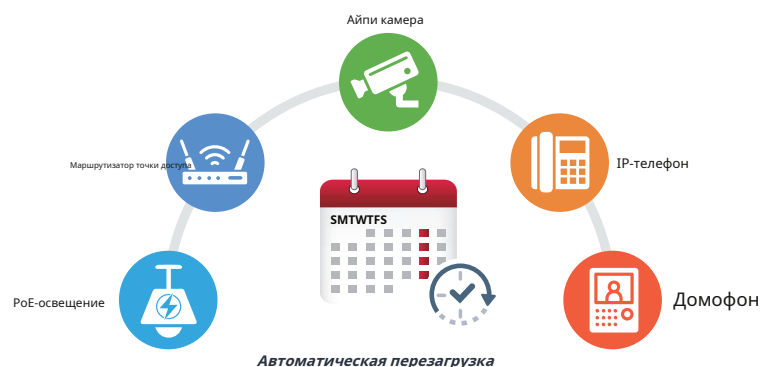 Айпи камера
Маршрутизатор точки доступа
IP-телефон
SMTWTFS
PoE-освещение
Домофон
Автоматическая перезагрузка